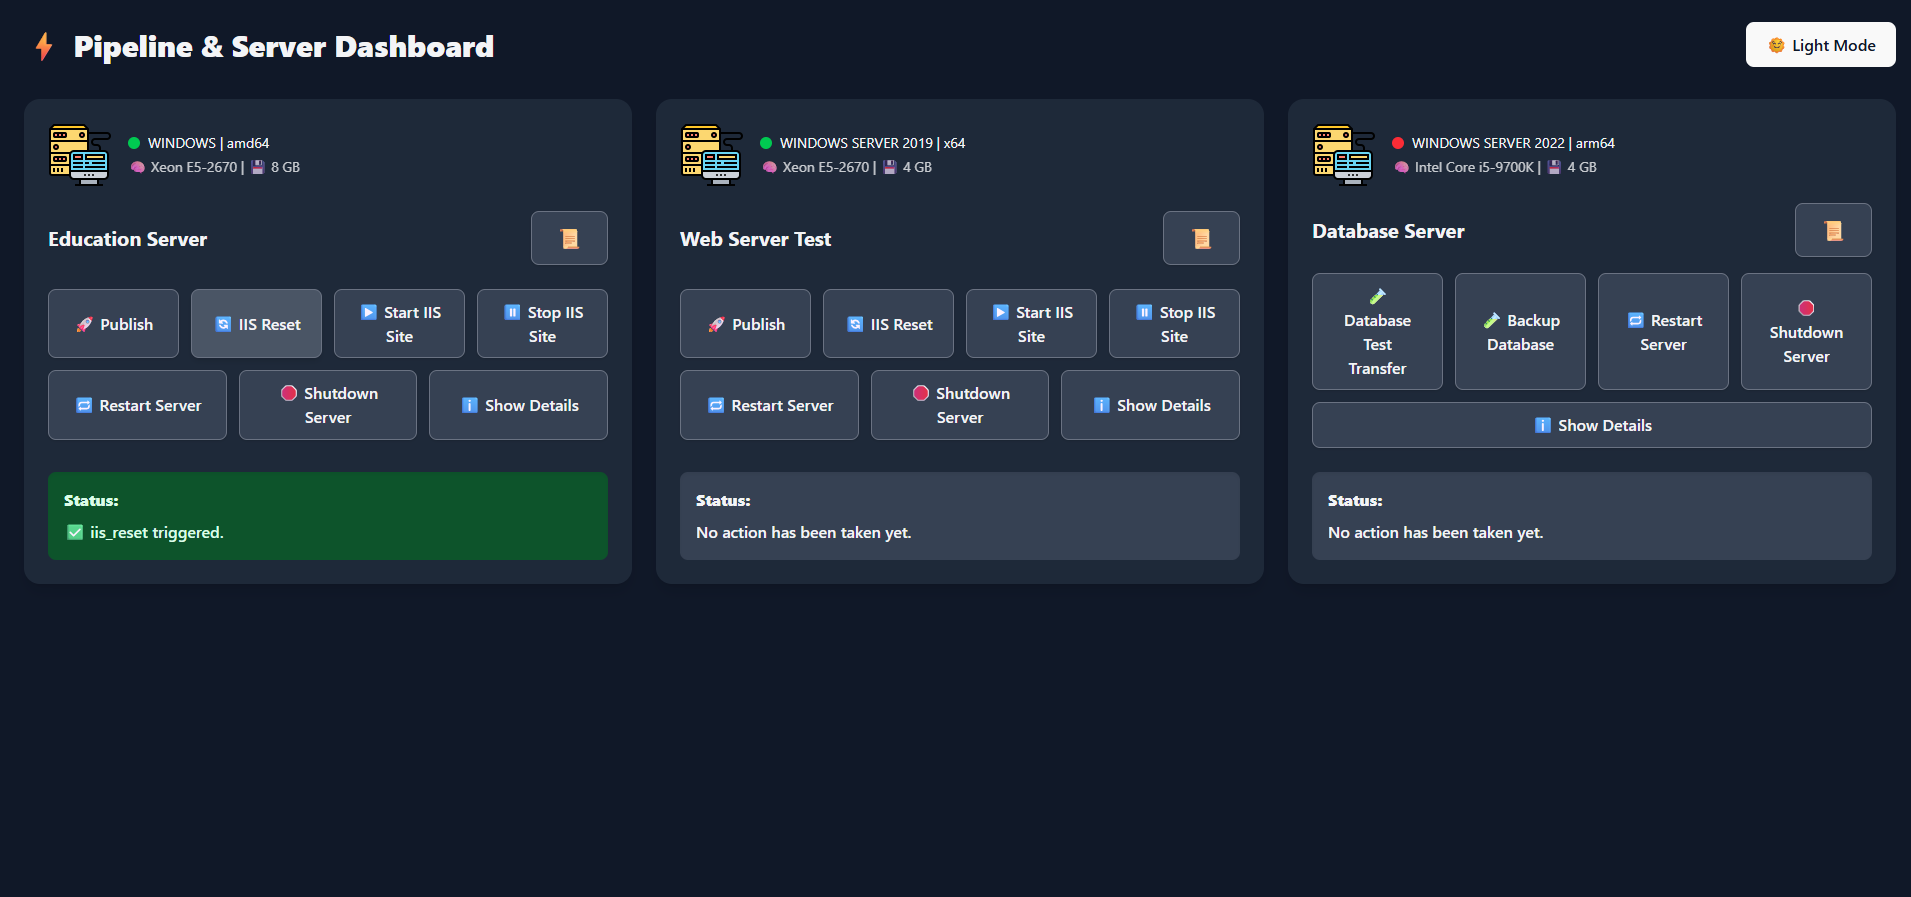 Pipeline & Server Dashboard
Light Mode
WINDOWS | amd64
Xeon E5-2670 | 8 GB
Education Server
Publish
IIS Reset
Start IIS
Site
Stop IIS
Site
Restart Server
Shutdown
Server
Show Details
Status:
iis_reset triggered.
WINDOWS SERVER 2019 | x64
Xeon E5-2670 | 4 GB
Web Server Test
Publish
IIS Reset
Start IIS
Site
Stop IIS
Site
Restart Server
Shutdown
Server
Show Details
Status:
No action has been taken yet.
WINDOWS SERVER 2022 | arm64
Intel Core i5-9700K | 4 GB
Database Server
Database
Test
Transfer
Backup
Database
Restart
Server
Shutdown
Server
Show Details
Status:
No action has been taken yet.